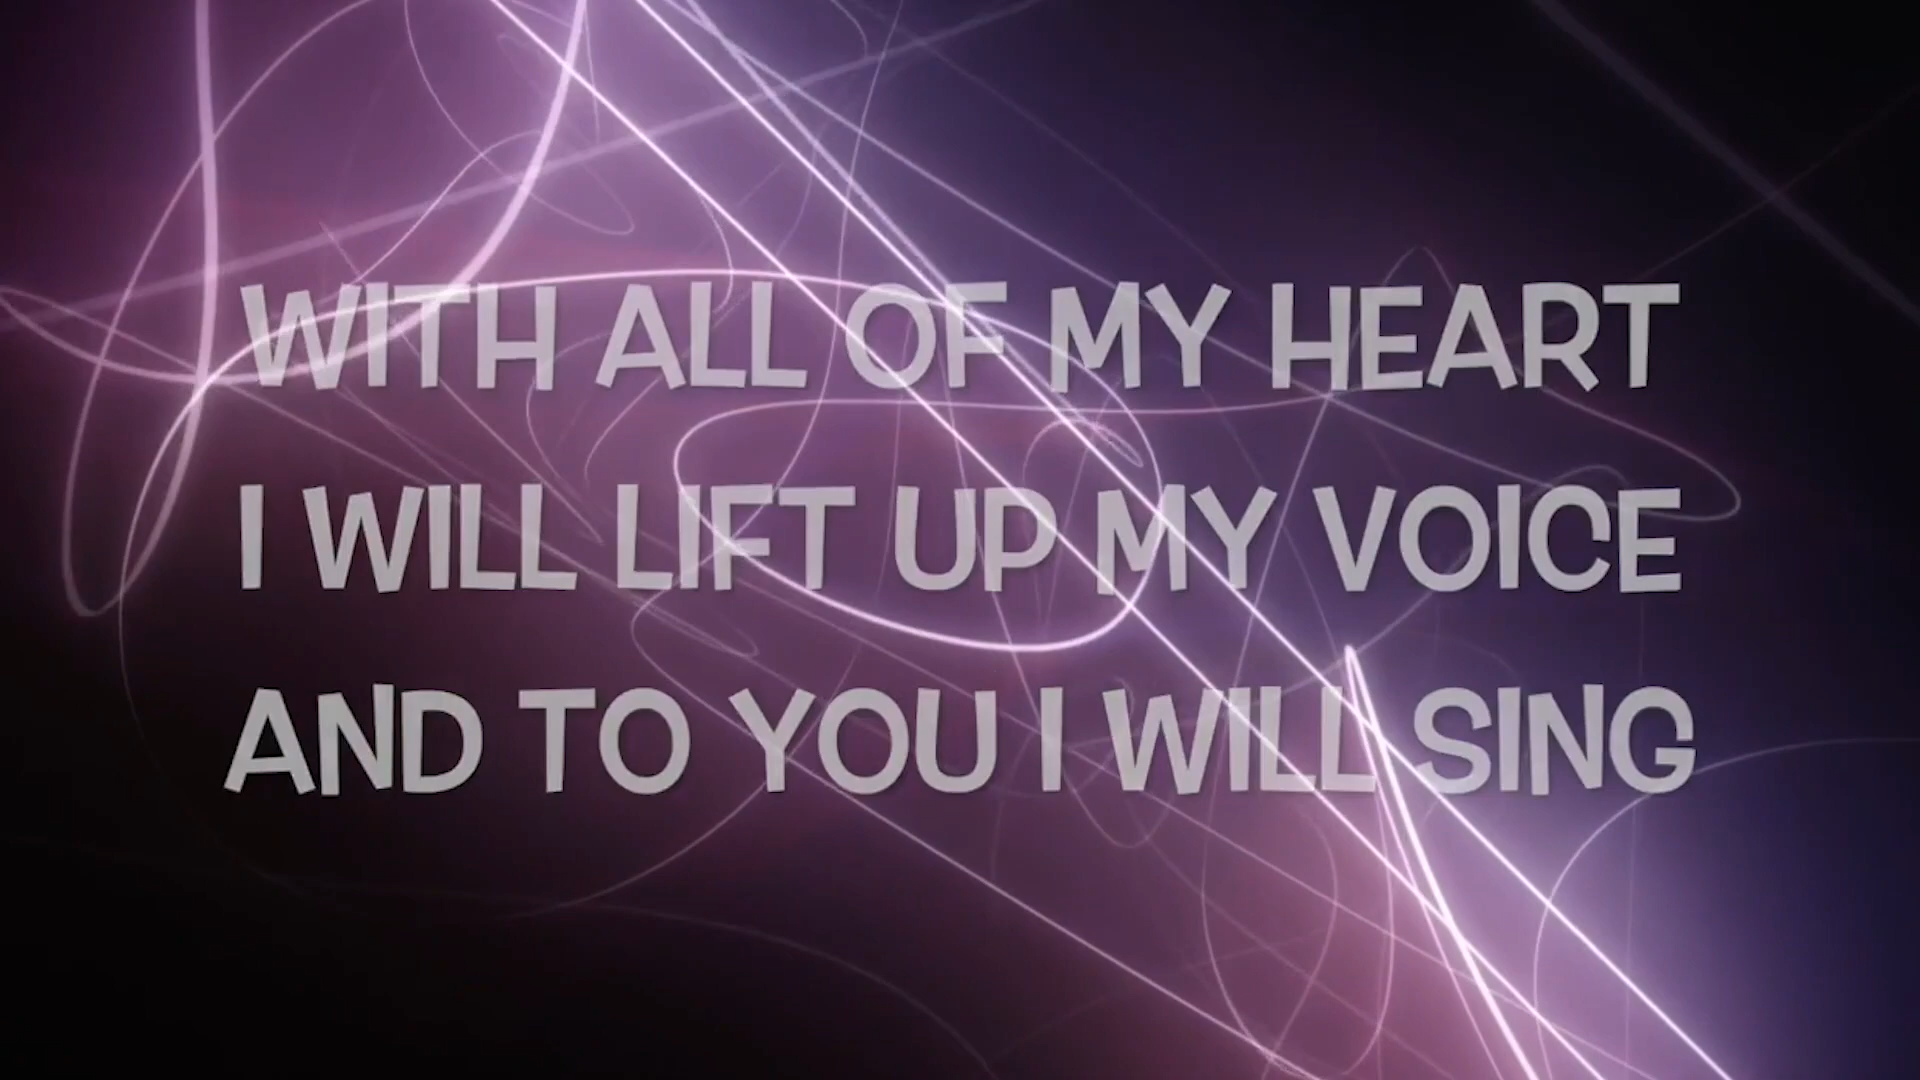 WITH ALL OF MY HEART
I WILL LIFT UP MY VOICE
AND TO YOU I WILL SING